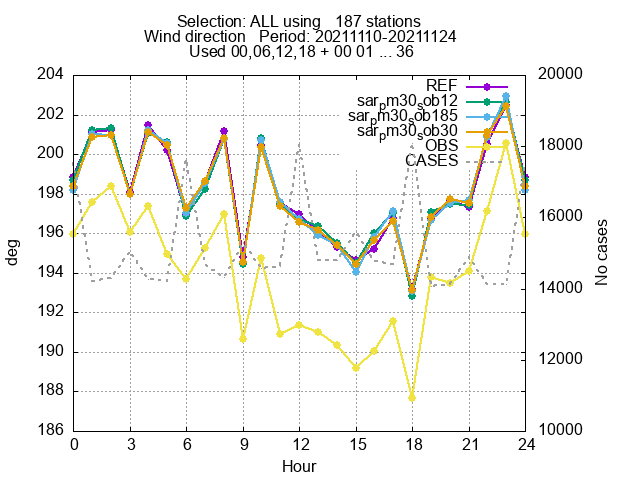 Selection: ALL using   187 stations
Wind direction   Period: 20211110-20211124
Used 00,06,12,18 + 00 01 ... 36
204 20000
REF
202 sar_pm30_sob12
sar_pm30_sob185
sar_pm30_sob30
200 OBS 18000
CASES
198
196 16000
deg
No cases
194
14000
192
190
12000
188
186 10000
0 3 6 9 12 15 18 21 24
Hour